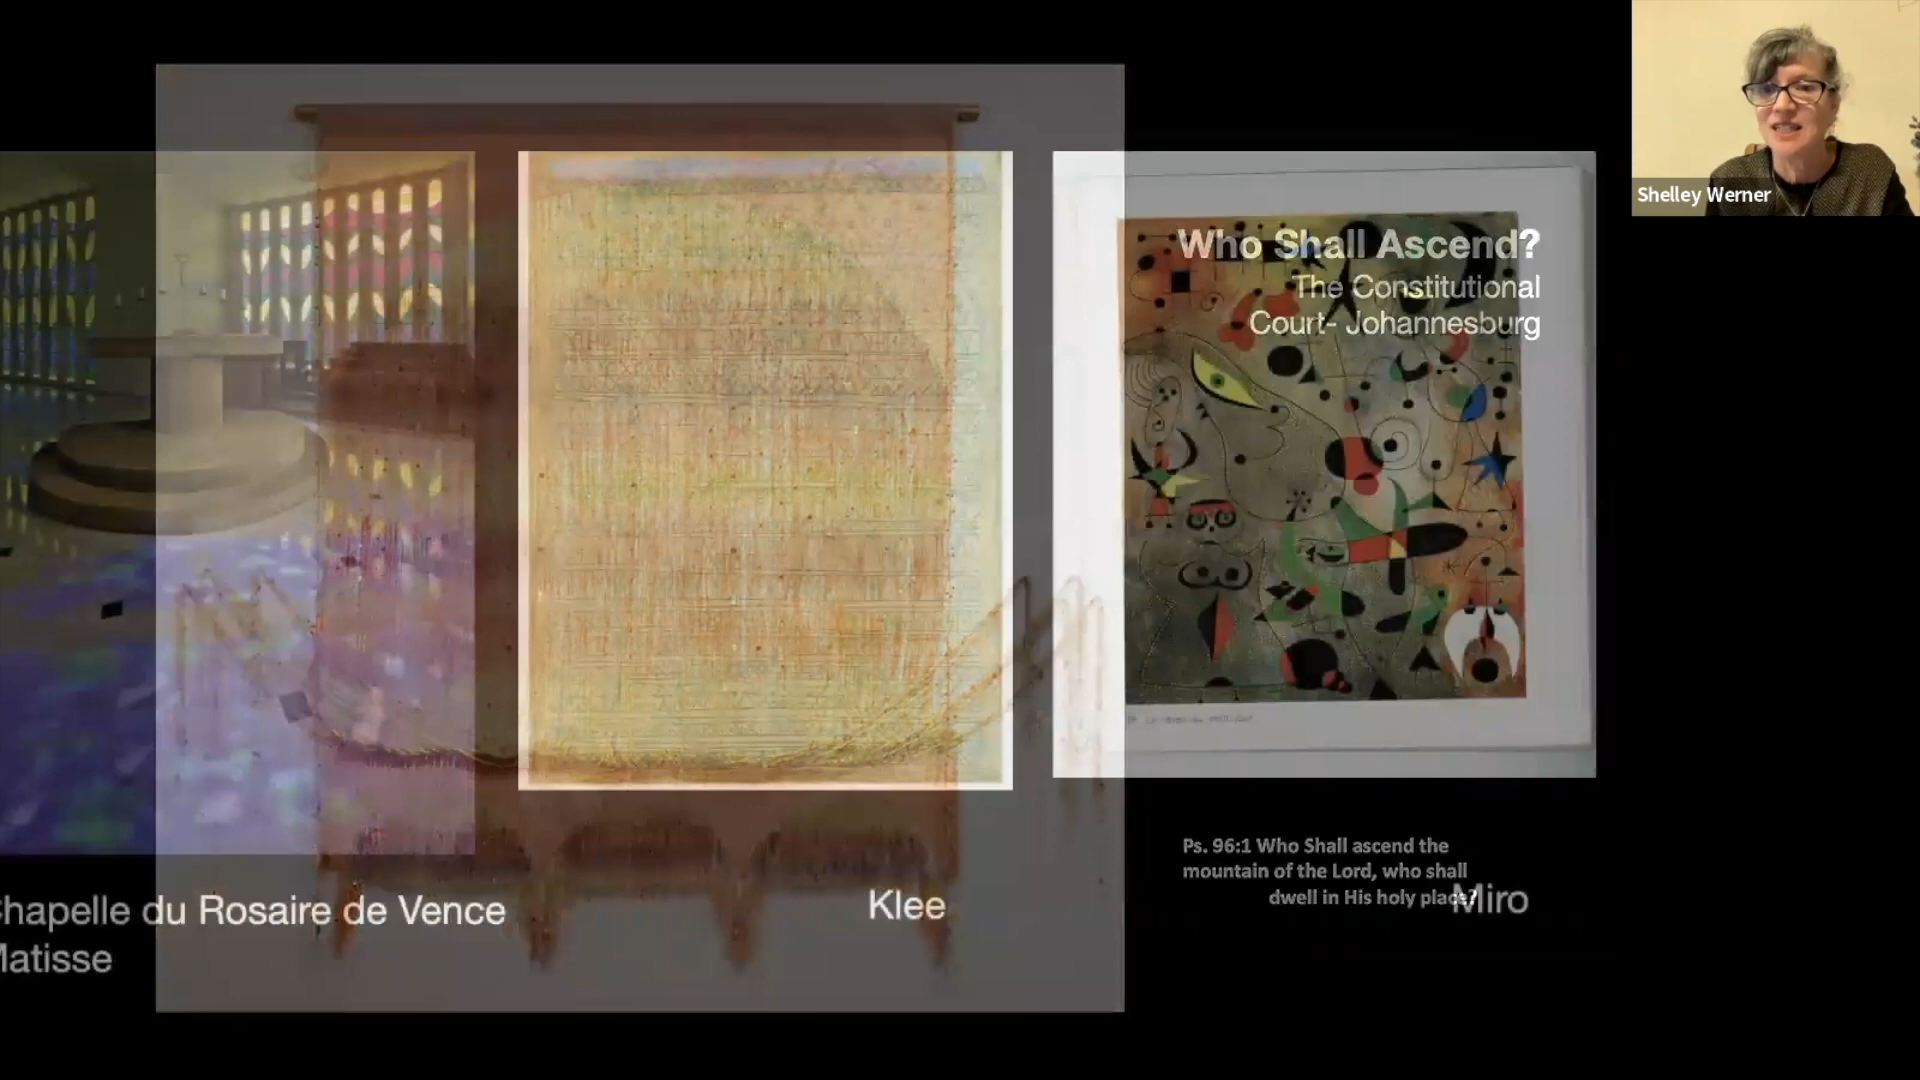 Shelley Werner
Who Shall Ascend?
The Constitutional
Court- Johannesburg
Ps. 96:1 Who Shall ascend the
mountain of the Lord, who shall
dwell in His holy place?
hapelle du Rosaire de Vence
Matisse
Klee
Miro